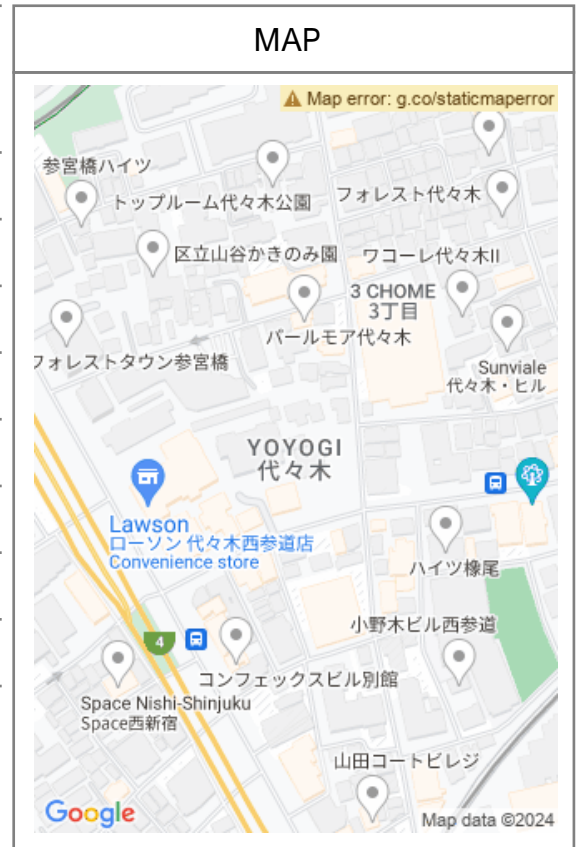 MAP
Map error: g.co/staticmaperror
参宮橋ハイツ
トップルーム代々木公園
フォレスト代々木
区立山谷かきのみ園
ワコーレ代々木II
3 CHOME
3丁目
パールモア代々木
フォレストタウン参宮橋
Sunviale
代々木・ヒル
YOYOGI
代々木
Lawson
ローソン 代々木西参道店
Convenience store
ハイツ橡尾
小野木ビル西参道
4
コンフェックスビル別館
Space Nishi-Shinjuku
Space西新宿
山田コートビレジ
Google
Map data ©2024